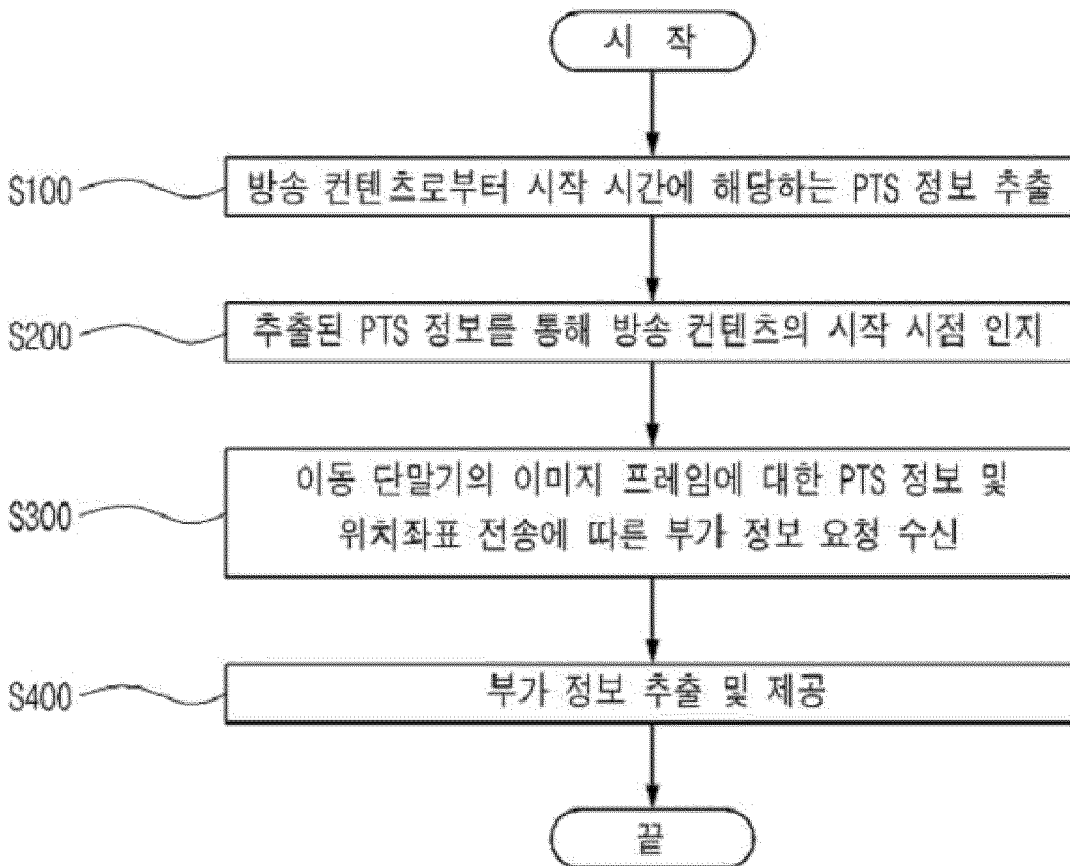 시 작
S100
방송 컨텐츠로부터 시작 시간에 해당하는 PTS 정보 추출
S200
추출된 PTS 정보를 통해 방송 컨텐츠의 시작 시점 인지
S300
이동 단말기의 이미지 프레임에 대한 PTS 정보 및
위치좌표 전송에 따른 부가 정보 요청 수신
S400
부가 정보 추출 및 제공
끝